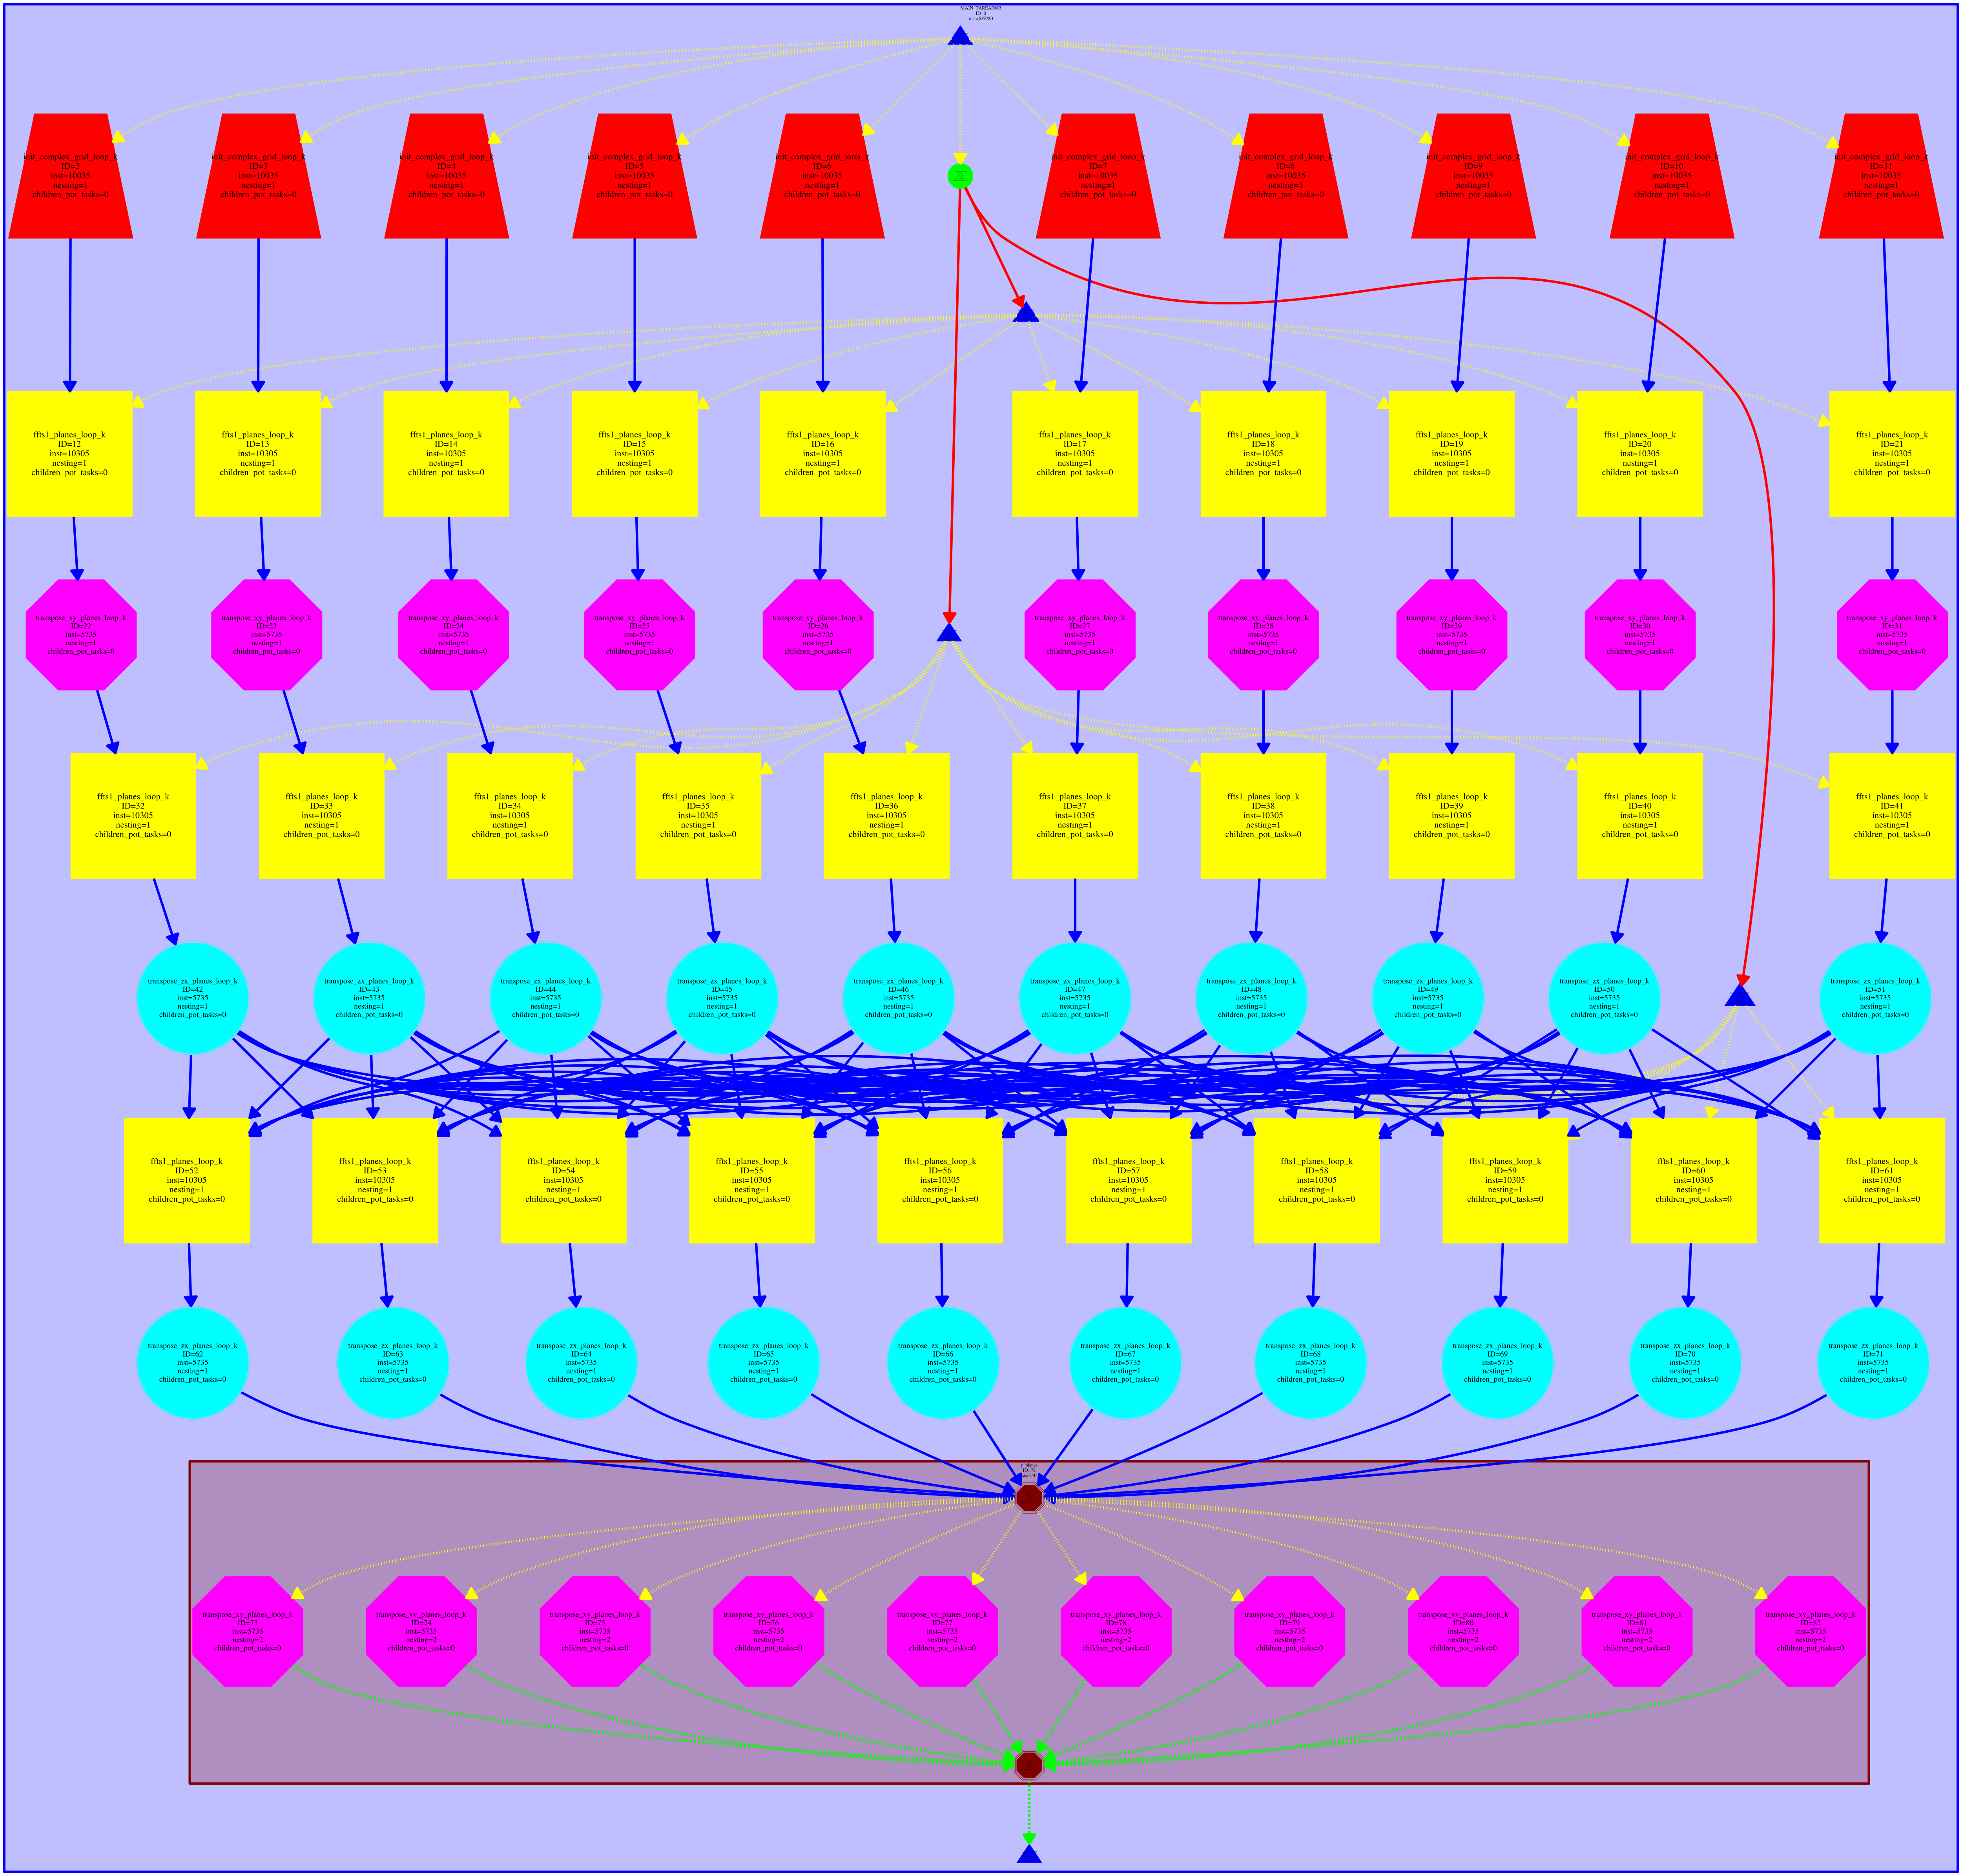 MAIN_TAREADOR
ID=0
inst=639780
init_complex_grid_loop_k
ID=2
inst=10035
nesting=1
children_pot_tasks=0
init_complex_grid_loop_k
ID=3
inst=10035
nesting=1
children_pot_tasks=0
init_complex_grid_loop_k
ID=4
inst=10035
nesting=1
children_pot_tasks=0
init_complex_grid_loop_k
ID=5
inst=10035
nesting=1
children_pot_tasks=0
init_complex_grid_loop_k
ID=6
inst=10035
nesting=1
children_pot_tasks=0
init_complex_grid_loop_k
ID=7
inst=10035
nesting=1
children_pot_tasks=0
init_complex_grid_loop_k
ID=8
inst=10035
nesting=1
children_pot_tasks=0
init_complex_grid_loop_k
ID=9
inst=10035
nesting=1
children_pot_tasks=0
init_complex_grid_loop_k
ID=10
inst=10035
nesting=1
children_pot_tasks=0
init_complex_grid_loop_k
ID=11
inst=10035
nesting=1
children_pot_tasks=0
ffts1_planes_loop_k
ID=12
inst=10305
nesting=1
children_pot_tasks=0
ffts1_planes_loop_k
ID=13
inst=10305
nesting=1
children_pot_tasks=0
ffts1_planes_loop_k
ID=14
inst=10305
nesting=1
children_pot_tasks=0
ffts1_planes_loop_k
ID=15
inst=10305
nesting=1
children_pot_tasks=0
ffts1_planes_loop_k
ID=16
inst=10305
nesting=1
children_pot_tasks=0
ffts1_planes_loop_k
ID=17
inst=10305
nesting=1
children_pot_tasks=0
ffts1_planes_loop_k
ID=18
inst=10305
nesting=1
children_pot_tasks=0
ffts1_planes_loop_k
ID=19
inst=10305
nesting=1
children_pot_tasks=0
ffts1_planes_loop_k
ID=20
inst=10305
nesting=1
children_pot_tasks=0
ffts1_planes_loop_k
ID=21
inst=10305
nesting=1
children_pot_tasks=0
transpose_xy_planes_loop_k
ID=22
inst=5735
nesting=1
children_pot_tasks=0
transpose_xy_planes_loop_k
ID=23
inst=5735
nesting=1
children_pot_tasks=0
transpose_xy_planes_loop_k
ID=24
inst=5735
nesting=1
children_pot_tasks=0
transpose_xy_planes_loop_k
ID=25
inst=5735
nesting=1
children_pot_tasks=0
transpose_xy_planes_loop_k
ID=26
inst=5735
nesting=1
children_pot_tasks=0
transpose_xy_planes_loop_k
ID=27
inst=5735
nesting=1
children_pot_tasks=0
transpose_xy_planes_loop_k
ID=28
inst=5735
nesting=1
children_pot_tasks=0
transpose_xy_planes_loop_k
ID=29
inst=5735
nesting=1
children_pot_tasks=0
transpose_xy_planes_loop_k
ID=30
inst=5735
nesting=1
children_pot_tasks=0
transpose_xy_planes_loop_k
ID=31
inst=5735
nesting=1
children_pot_tasks=0
ffts1_planes_loop_k
ID=32
inst=10305
nesting=1
children_pot_tasks=0
ffts1_planes_loop_k
ID=33
inst=10305
nesting=1
children_pot_tasks=0
ffts1_planes_loop_k
ID=34
inst=10305
nesting=1
children_pot_tasks=0
ffts1_planes_loop_k
ID=35
inst=10305
nesting=1
children_pot_tasks=0
ffts1_planes_loop_k
ID=36
inst=10305
nesting=1
children_pot_tasks=0
ffts1_planes_loop_k
ID=37
inst=10305
nesting=1
children_pot_tasks=0
ffts1_planes_loop_k
ID=38
inst=10305
nesting=1
children_pot_tasks=0
ffts1_planes_loop_k
ID=39
inst=10305
nesting=1
children_pot_tasks=0
ffts1_planes_loop_k
ID=40
inst=10305
nesting=1
children_pot_tasks=0
ffts1_planes_loop_k
ID=41
inst=10305
nesting=1
children_pot_tasks=0
transpose_zx_planes_loop_k
ID=42
inst=5735
nesting=1
children_pot_tasks=0
transpose_zx_planes_loop_k
ID=43
inst=5735
nesting=1
children_pot_tasks=0
transpose_zx_planes_loop_k
ID=44
inst=5735
nesting=1
children_pot_tasks=0
transpose_zx_planes_loop_k
ID=45
inst=5735
nesting=1
children_pot_tasks=0
transpose_zx_planes_loop_k
ID=46
inst=5735
nesting=1
children_pot_tasks=0
transpose_zx_planes_loop_k
ID=47
inst=5735
nesting=1
children_pot_tasks=0
transpose_zx_planes_loop_k
ID=48
inst=5735
nesting=1
children_pot_tasks=0
transpose_zx_planes_loop_k
ID=49
inst=5735
nesting=1
children_pot_tasks=0
transpose_zx_planes_loop_k
ID=50
inst=5735
nesting=1
children_pot_tasks=0
transpose_zx_planes_loop_k
ID=51
inst=5735
nesting=1
children_pot_tasks=0
ffts1_planes_loop_k
ID=52
inst=10305
nesting=1
children_pot_tasks=0
ffts1_planes_loop_k
ID=53
inst=10305
nesting=1
children_pot_tasks=0
ffts1_planes_loop_k
ID=54
inst=10305
nesting=1
children_pot_tasks=0
ffts1_planes_loop_k
ID=55
inst=10305
nesting=1
children_pot_tasks=0
ffts1_planes_loop_k
ID=56
inst=10305
nesting=1
children_pot_tasks=0
ffts1_planes_loop_k
ID=57
inst=10305
nesting=1
children_pot_tasks=0
ffts1_planes_loop_k
ID=58
inst=10305
nesting=1
children_pot_tasks=0
ffts1_planes_loop_k
ID=59
inst=10305
nesting=1
children_pot_tasks=0
ffts1_planes_loop_k
ID=60
inst=10305
nesting=1
children_pot_tasks=0
ffts1_planes_loop_k
ID=61
inst=10305
nesting=1
children_pot_tasks=0
transpose_zx_planes_loop_k
ID=62
inst=5735
nesting=1
children_pot_tasks=0
transpose_zx_planes_loop_k
ID=63
inst=5735
nesting=1
children_pot_tasks=0
transpose_zx_planes_loop_k
ID=64
inst=5735
nesting=1
children_pot_tasks=0
transpose_zx_planes_loop_k
ID=65
inst=5735
nesting=1
children_pot_tasks=0
transpose_zx_planes_loop_k
ID=66
inst=5735
nesting=1
children_pot_tasks=0
transpose_zx_planes_loop_k
ID=67
inst=5735
nesting=1
children_pot_tasks=0
transpose_zx_planes_loop_k
ID=68
inst=5735
nesting=1
children_pot_tasks=0
transpose_zx_planes_loop_k
ID=69
inst=5735
nesting=1
children_pot_tasks=0
transpose_zx_planes_loop_k
ID=70
inst=5735
nesting=1
children_pot_tasks=0
transpose_zx_planes_loop_k
ID=71
inst=5735
nesting=1
children_pot_tasks=0
ID=72
transpose_xy_planes_loop_k
ID=73
inst=5735
nesting=2
children_pot_tasks=0
transpose_xy_planes_loop_k
ID=74
inst=5735
nesting=2
children_pot_tasks=0
transpose_xy_planes_loop_k
ID=75
inst=5735
nesting=2
children_pot_tasks=0
transpose_xy_planes_loop_k
ID=76
inst=5735
nesting=2
children_pot_tasks=0
transpose_xy_planes_loop_k
ID=77
inst=5735
nesting=2
children_pot_tasks=0
transpose_xy_planes_loop_k
ID=78
inst=5735
nesting=2
children_pot_tasks=0
transpose_xy_planes_loop_k
ID=79
inst=5735
nesting=2
children_pot_tasks=0
transpose_xy_planes_loop_k
ID=80
inst=5735
nesting=2
children_pot_tasks=0
transpose_xy_planes_loop_k
ID=81
inst=5735
nesting=2
children_pot_tasks=0
transpose_xy_planes_loop_k
ID=82
inst=5735
nesting=2
children_pot_tasks=0